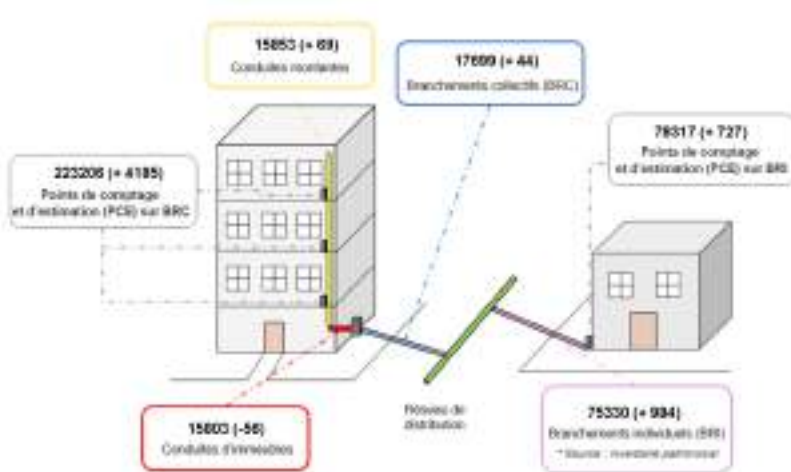 15853 (+ 69)
Conduites montantes
17699 (+ 44)
Branchements collectifs (BRC)
223206 (+ 4185)
Points de comptage
et d'estimation (PCE) sur BRC
79317 (+ 727)
Points de comptage
et d'estimation (PCE) sur BRI
15803 (-56)
Conduites d'immeubles
Réseau de
distribution
75330 (+ 984)
Branchements individuels (BRI)
* Source : inventaire patrimonial